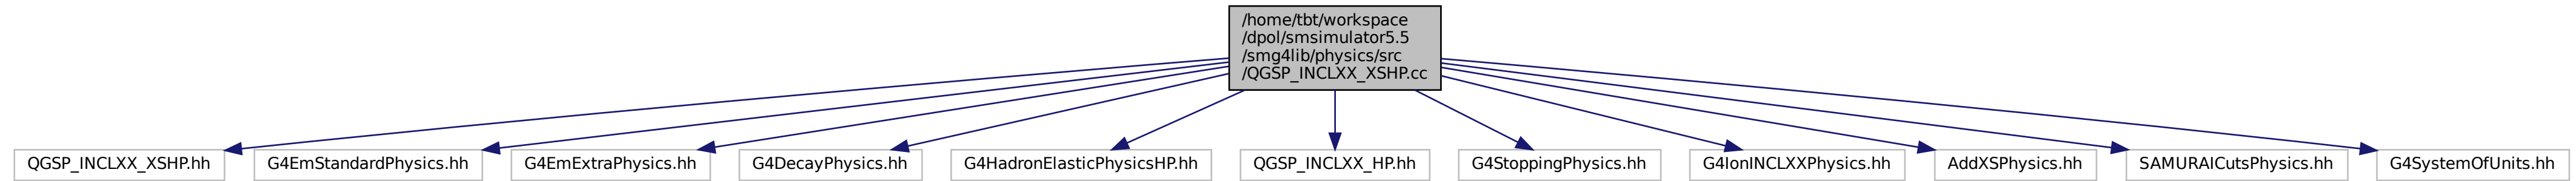 /home/tbt/workspace
/dpol/smsimulator5.5
/smg4lib/physics/src
/QGSP_INCLXX_XSHP.cc
QGSP_INCLXX_XSHP.hh
G4EmStandardPhysics.hh
G4EmExtraPhysics.hh
G4DecayPhysics.hh
G4HadronElasticPhysicsHP.hh
QGSP_INCLXX_HP.hh
G4StoppingPhysics.hh
G4IonINCLXXPhysics.hh
AddXSPhysics.hh
SAMURAICutsPhysics.hh
G4SystemOfUnits.hh